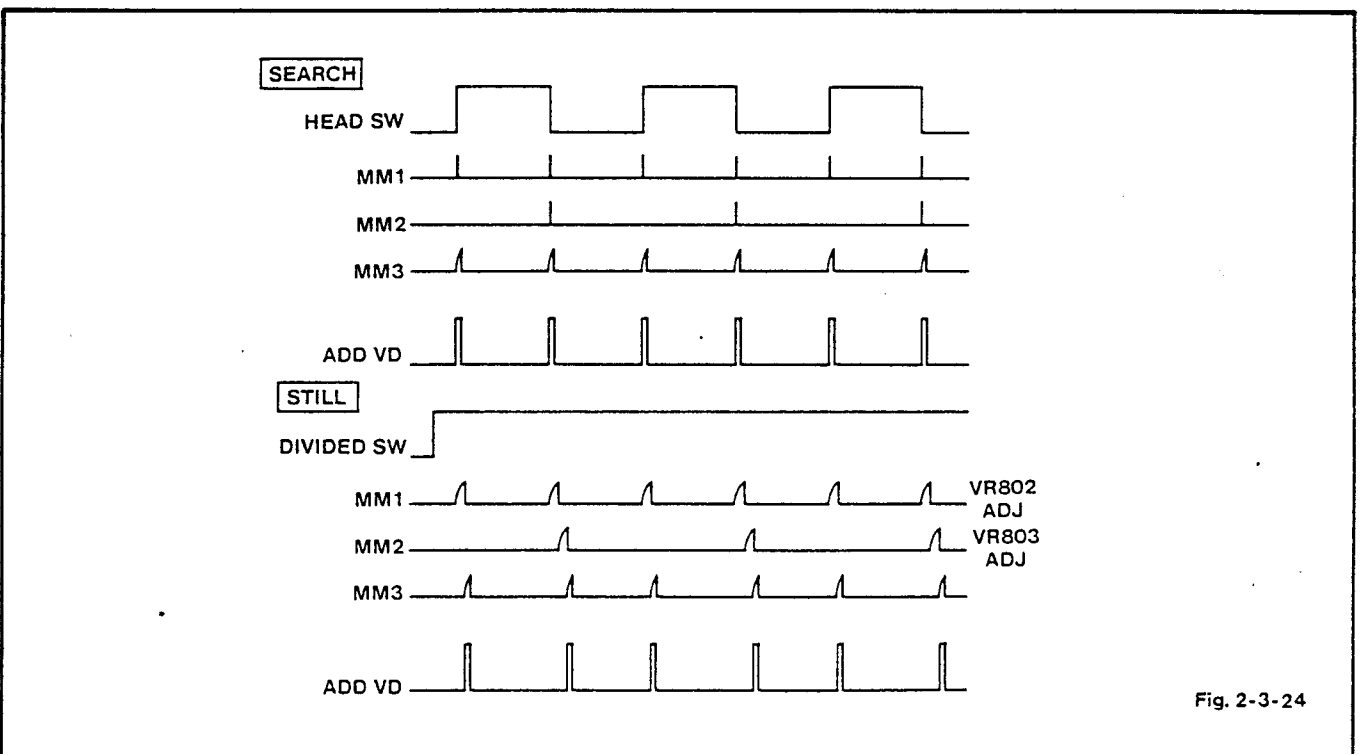 SEARCH
HEAD SW
MM1
MM2
MM3
ADD VD
STILL
DIVIDED SW
MM1
VR802
ADJ
MM2
VR803
ADJ
MM3
ADD VD
Fig. 2-3-24